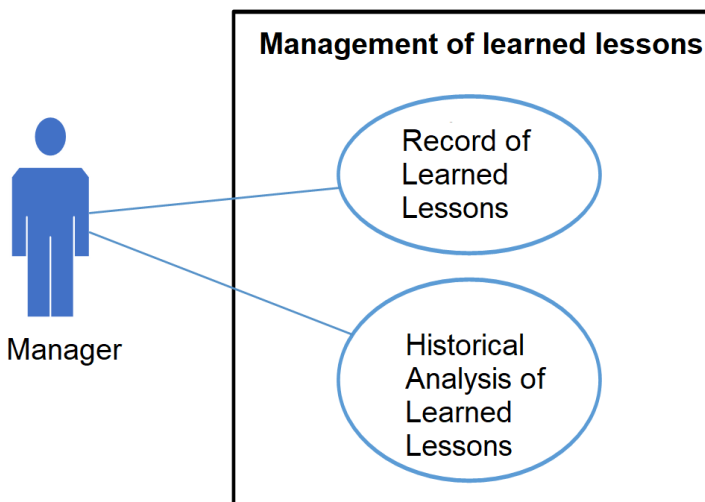 Management of learned lessons
Record of
Learned
Lessons
Manager
Historical
Analysis of
Learned
Lessons